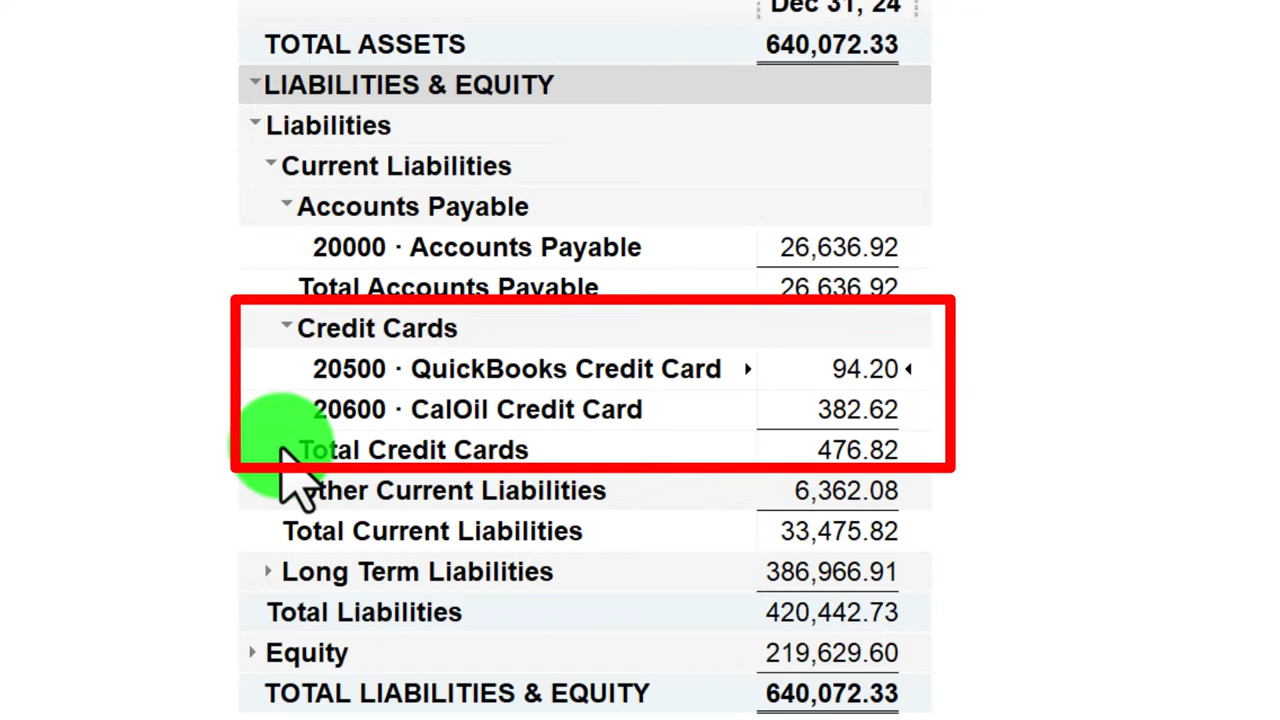 Dec 31, 24
TOTAL ASSETS 640,072.33
LIABILITIES & EQUITY
Liabilities
Current Liabilities
Accounts Payable
20000 · Accounts Payable 26,636.92
Total Accounts Payable 26,636.92
Credit Cards
20500 · QuickBooks Credit Card 94.20
20600 · CalOil Credit Card 382.62
Total Credit Cards 476.82
Other Current Liabilities 6,362.08
Total Current Liabilities 33,475.82
Long Term Liabilities 386,966.91
Total Liabilities 420,442.73
Equity 219,629.60
TOTAL LIABILITIES & EQUITY 640,072.33